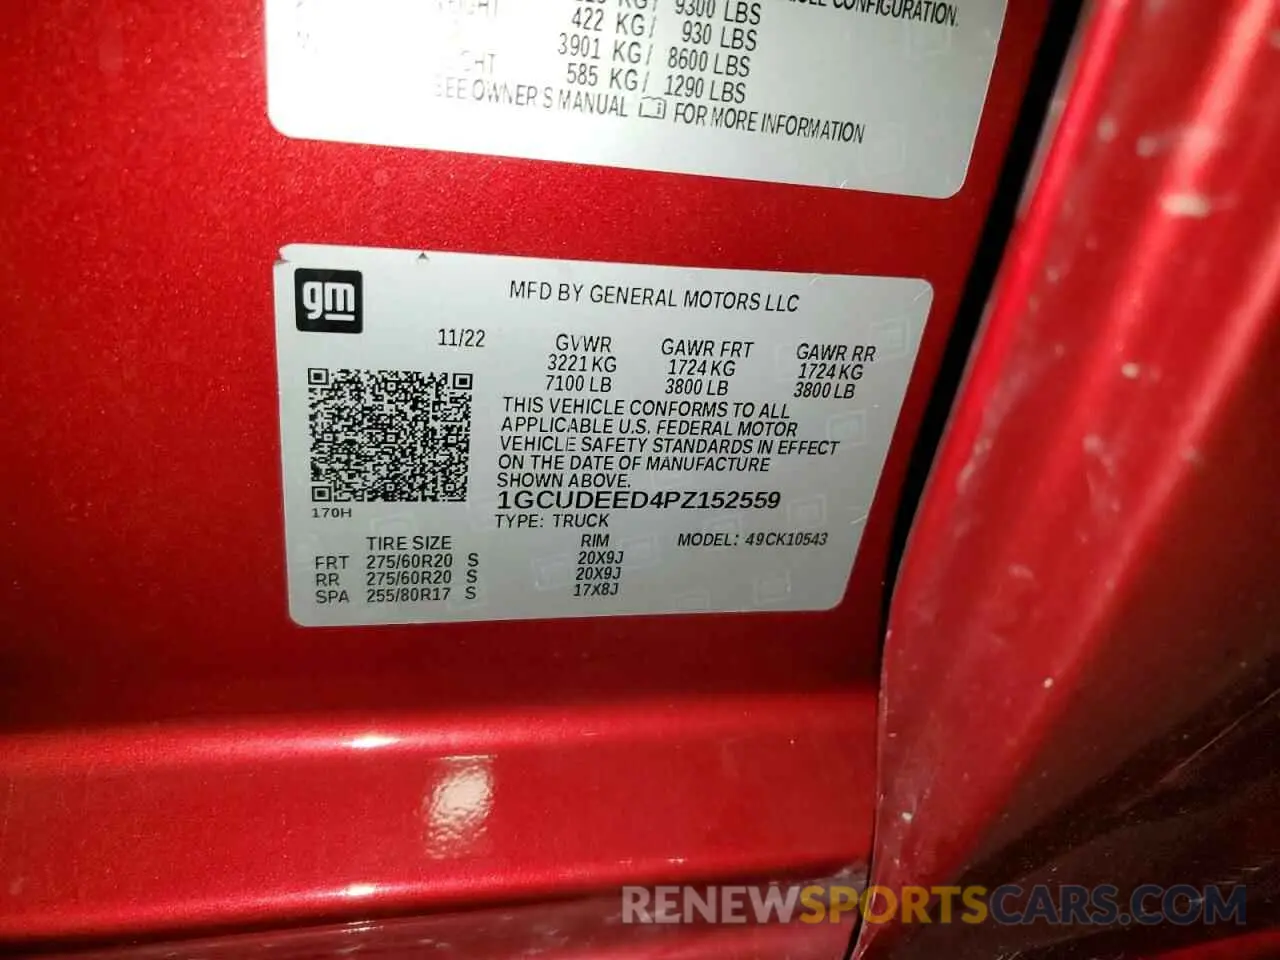 CONFIGURATION.
KG/ 9300 LBS
422 KG/ 930 LBS
3901 KG/ 8600 LBS
585 KG/ 1290 LBS
SEE OWNER'S MANUAL FOR MORE INFORMATION
gm
MFD BY GENERAL MOTORS LLC
11/22
GVWR GAWR FRT GAWR RR
3221 KG 1724 KG 1724 KG
7100 LB 3800 LB 3800 LB
THIS VEHICLE CONFORMS TO ALL
APPLICABLE U.S. FEDERAL MOTOR
VEHICLE SAFETY STANDARDS IN EFFECT
ON THE DATE OF MANUFACTURE
SHOWN ABOVE.
1GCUDEED4PZ152559
170H
TYPE: TRUCK
TIRE SIZE RIM MODEL: 49CK10543
FRT 275/60R20 S 20X9J
RR 275/60R20 S 20X9J
SPA 255/80R17 S 17X8J
RENEWSPORTSCARS.COM